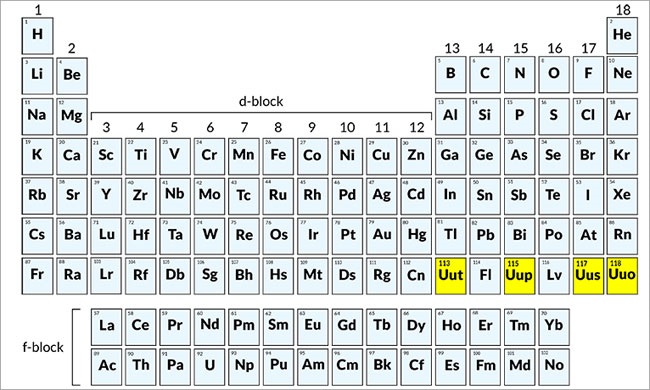 1 18
1 H 2 He
2 13 14 15 16 17
3 Li 4 Be 5 B 6 C 7 N 8 O 9 F 10 Ne
d-block
11 Na 12 Mg 13 Al 14 Si 15 P 16 S 17 Cl 18 Ar
3 4 5 6 7 8 9 10 11 12
19 K 20 Ca 21 Sc 22 Ti 23 V 24 Cr 25 Mn 26 Fe 27 Co 28 Ni 29 Cu 30 Zn 31 Ga 32 Ge 33 As 34 Se 35 Br 36 Kr
37 Rb 38 Sr 39 Y 40 Zr 41 Nb 42 Mo 43 Tc 44 Ru 45 Rh 46 Pd 47 Ag 48 Cd 49 In 50 Sn 51 Sb 52 Te 53 I 54 Xe
55 Cs 56 Ba 71 Lu 72 Hf 73 Ta 74 W 75 Re 76 Os 77 Ir 78 Pt 79 Au 80 Hg 81 Tl 82 Pb 83 Bi 84 Po 85 At 86 Rn
87 Fr 88 Ra 103 Lr 104 Rf 105 Db 106 Sg 107 Bh 108 Hs 109 Mt 110 Ds 111 Rg 112 Cn 113 Uut 114 Fl 115 Uup 116 Lv 117 Uus 118 Uuo
f-block
57 La 58 Ce 59 Pr 60 Nd 61 Pm 62 Sm 63 Eu 64 Gd 65 Tb 66 Dy 67 Ho 68 Er 69 Tm 70 Yb
89 Ac 90 Th 91 Pa 92 U 93 Np 94 Pu 95 Am 96 Cm 97 Bk 98 Cf 99 Es 100 Fm 101 Md 102 No